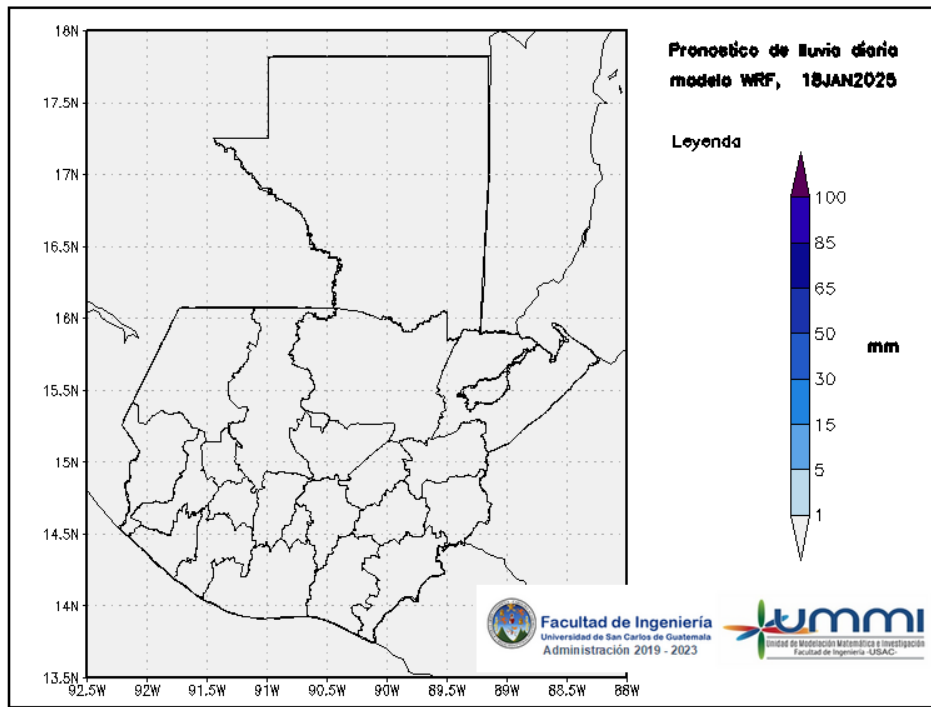 Pronostico de lluvia diaria
modelo WRF, 18JAN2025
Leyenda
100
85
65
50
30
15
5
1
mm
18N
17.5N
17N
16.5N
16N
15.5N
15N
14.5N
14N
13.5N
92.5W
92W
91.5W
91W
90.5W
90W
89.5W
89W
88.5W
88W
Facultad de Ingeniería
Universidad de San Carlos de Guatemala
Administración 2019 - 2023
UMMI
Unidad de Modelación Matemática e Investigación
Facultad de Ingeniería -USAC-